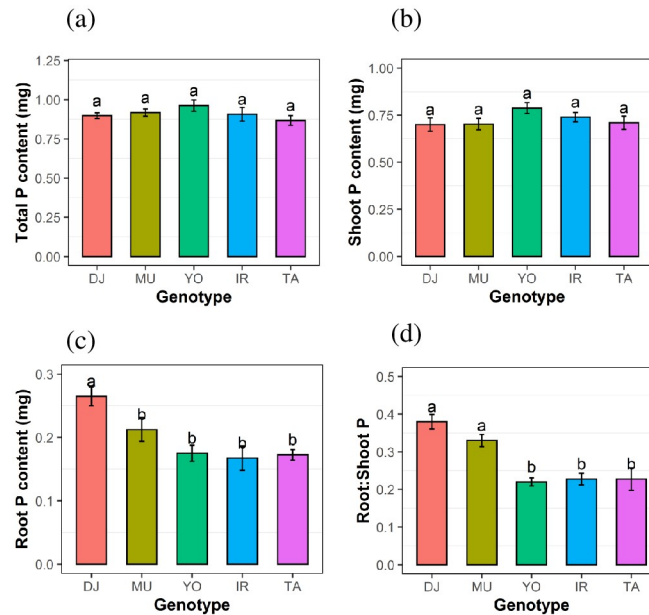 (a)
Total P content (mg)
1.25
1.00
0.75
0.50
0.25
0.00
a a a a a
DJ MU YO IR TA
Genotype
(b)
Shoot P content (mg)
1.00
0.75
0.50
0.25
0.00
a a a a a
DJ MU YO IR TA
Genotype
(c)
Root P content (mg)
0.3
0.2
0.1
0.0
a b b b b
DJ MU YO IR TA
Genotype
(d)
Root:Shoot P
0.5
0.4
0.3
0.2
0.1
0.0
a a b b b
DJ MU YO IR TA
Genotype